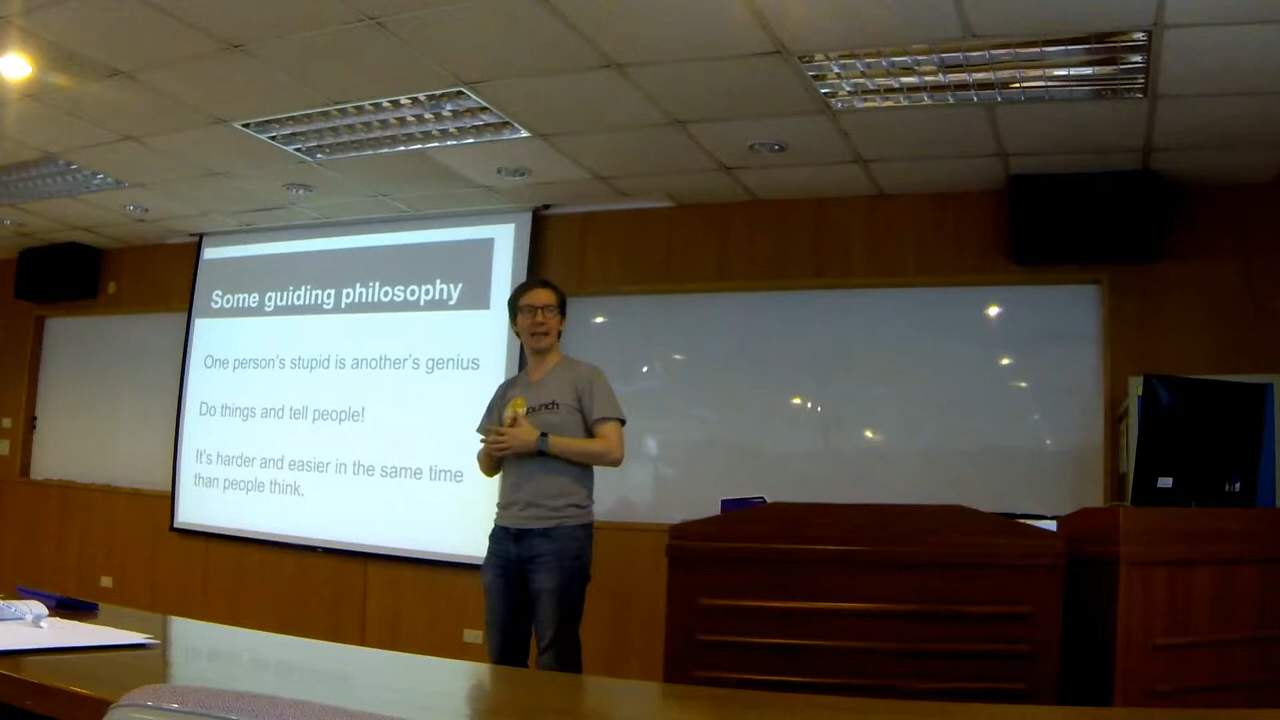 Some guiding philosophy
One person's stupid is another's genius
Do things and tell people!
It's harder and easier in the same time
than people think.
punch